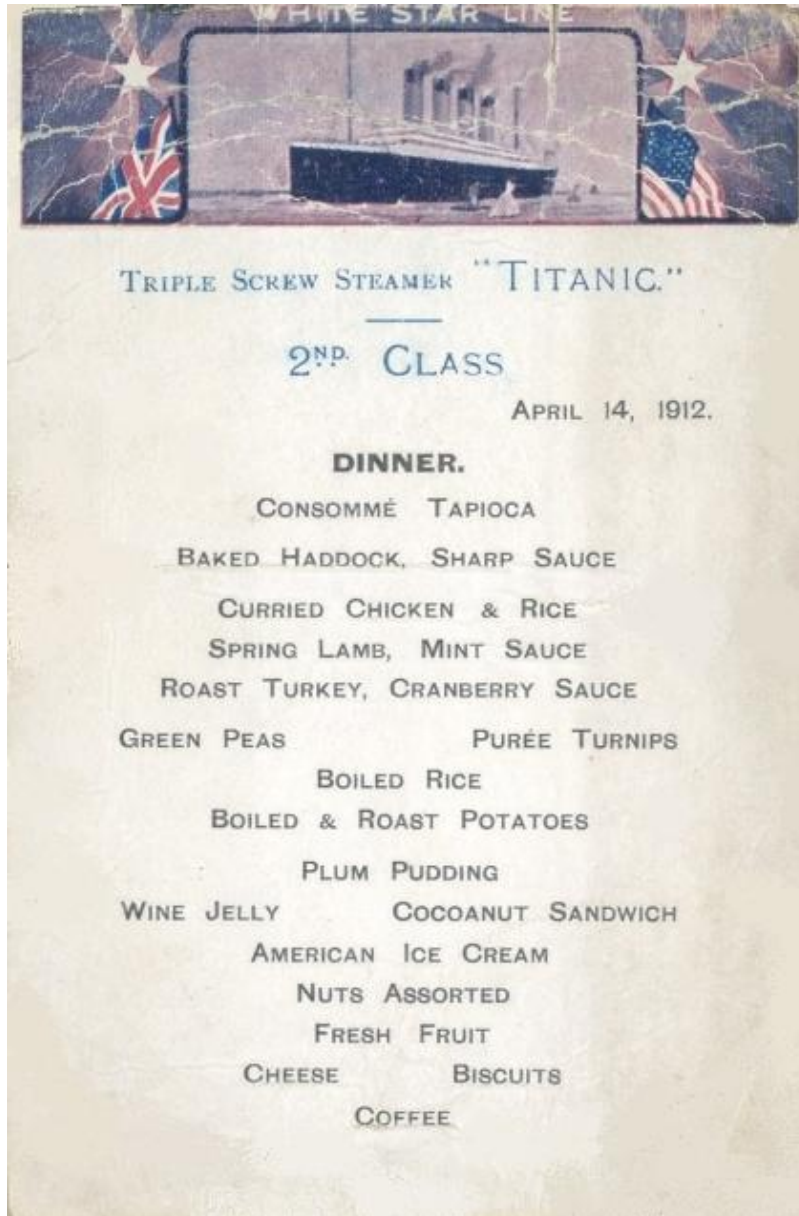 WHITE STAR LINE
TRIPLE SCREW STEAMER "TITANIC."
2ND. CLASS
APRIL 14, 1912.
DINNER.
CONSOMMÉ TAPIOCA
BAKED HADDOCK, SHARP SAUCE
CURRIED CHICKEN & RICE
SPRING LAMB, MINT SAUCE
ROAST TURKEY, CRANBERRY SAUCE
GREEN PEAS PURÉE TURNIPS
BOILED RICE
BOILED & ROAST POTATOES
PLUM PUDDING
WINE JELLY COCOANUT SANDWICH
AMERICAN ICE CREAM
NUTS ASSORTED
FRESH FRUIT
CHEESE BISCUITS
COFFEE